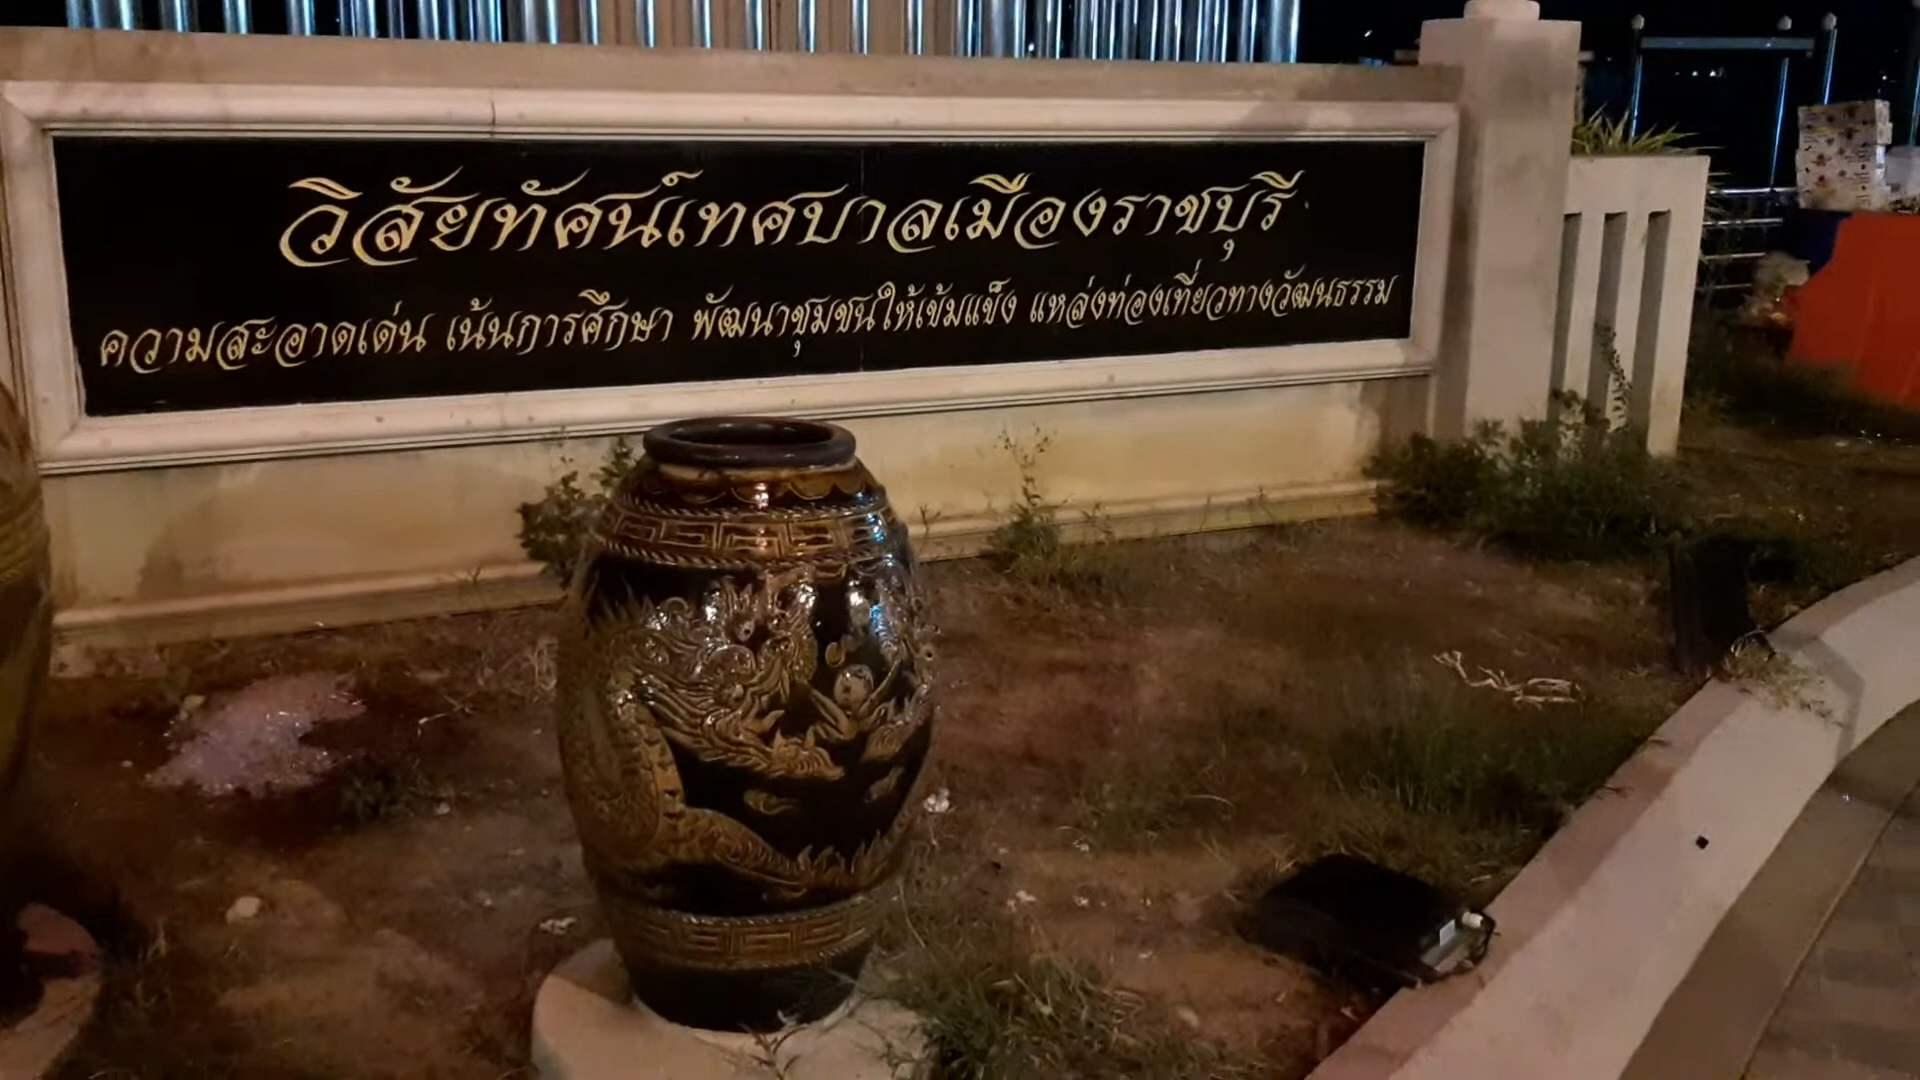 วิสัยทัศน์เทศบาลเมืองราชบุรี
ความสะอาดเด่น เน้นการศึกษา พัฒนาชุมชนให้เข้มแข็ง แหล่งท่องเที่ยวทางวัฒนธรรม